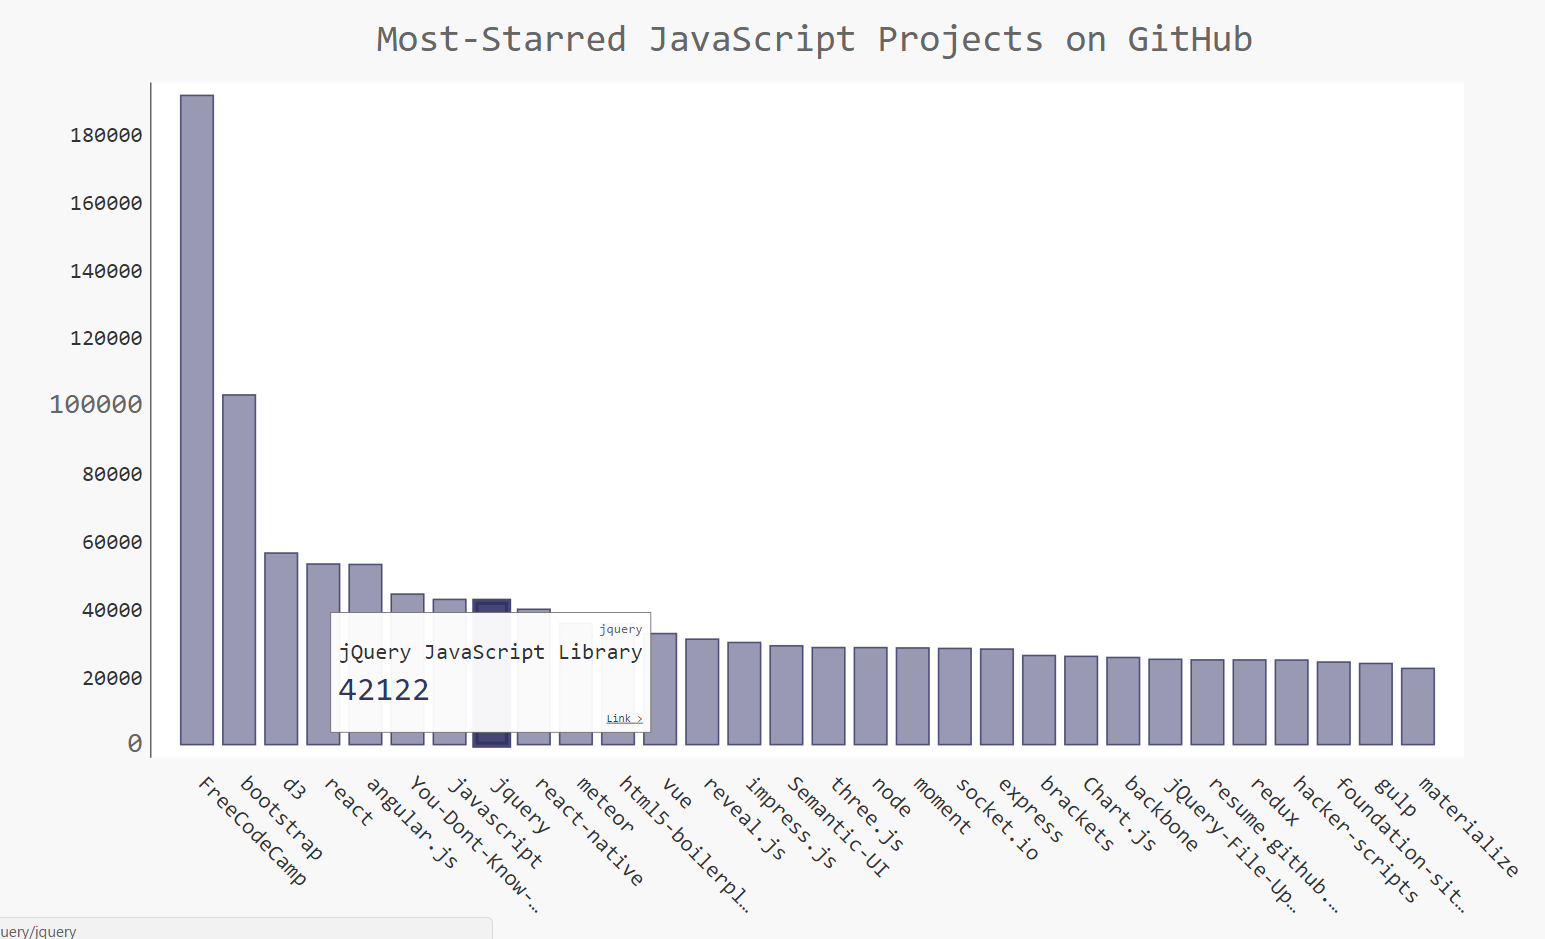 Most-Starred JavaScript Projects on GitHub
180000
160000
140000
120000
100000
80000
60000
40000
20000
0
jquery
jQuery JavaScript Library
42122
Link >
FreeCodeCamp
bootstrap
d3
react
angular.js
You-Dont-Know-…
javascript
jquery
react-native
meteor
html5-boilerpl…
vue
reveal.js
impress.js
Semantic-UI
three.js
node
moment
socket.io
express
brackets
Chart.js
backbone
jQuery-File-Up…
resume.github.…
redux
hacker-scripts
foundation-sit…
gulp
materialize
uery/jquery